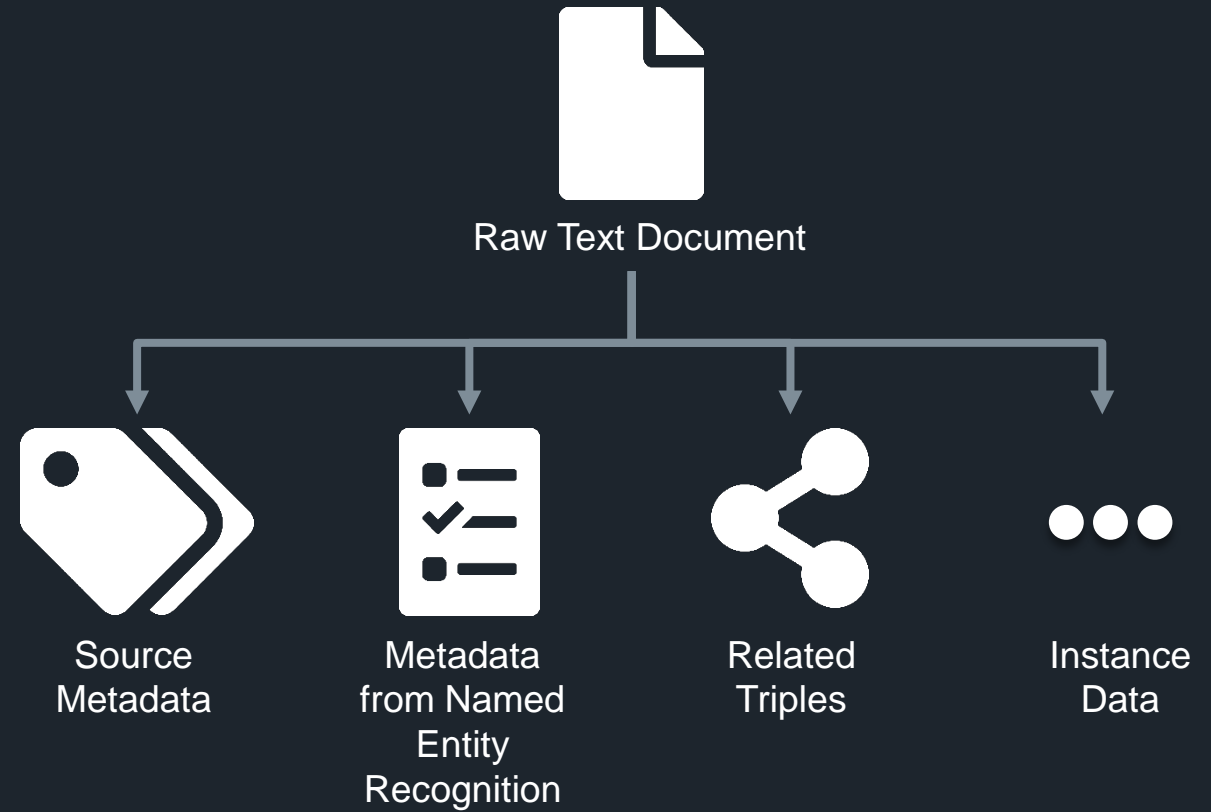 Raw Text Document
Source
Metadata
Metadata
from Named
Entity
Recognition
Related
Triples
Instance
Data